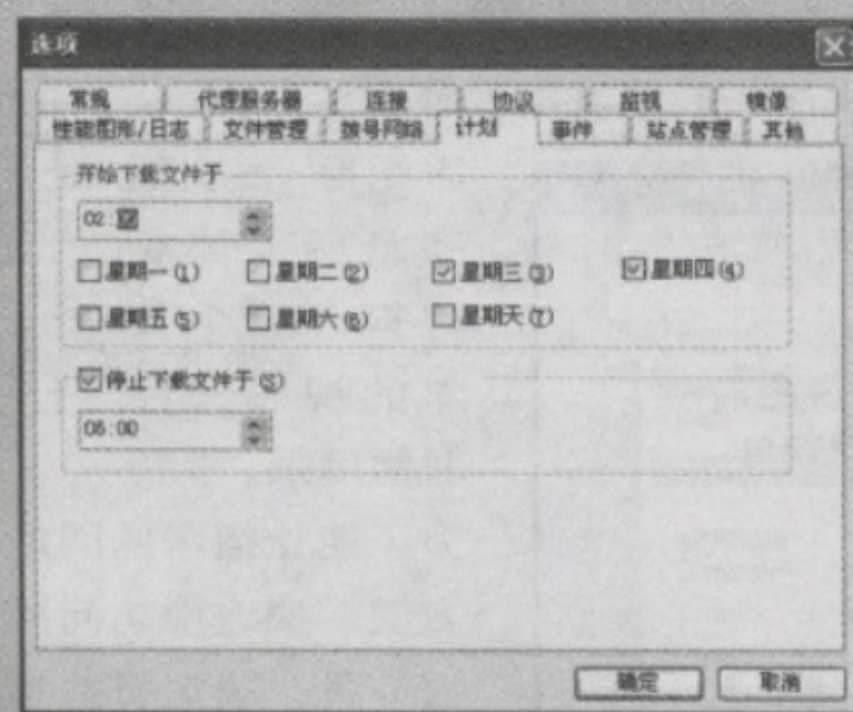 选项
常规 代理服务器 连接 协议 监视 镜像
性能图形/日志 文件管理 拨号网络 计划 事件 站点管理 其他
开始下载文件于
02:
星期一(1) 星期二(2) 星期三(3) 星期四(4)
星期五(5) 星期六(6) 星期天(7)
停止下载文件于(S)
06:00
确定 取消